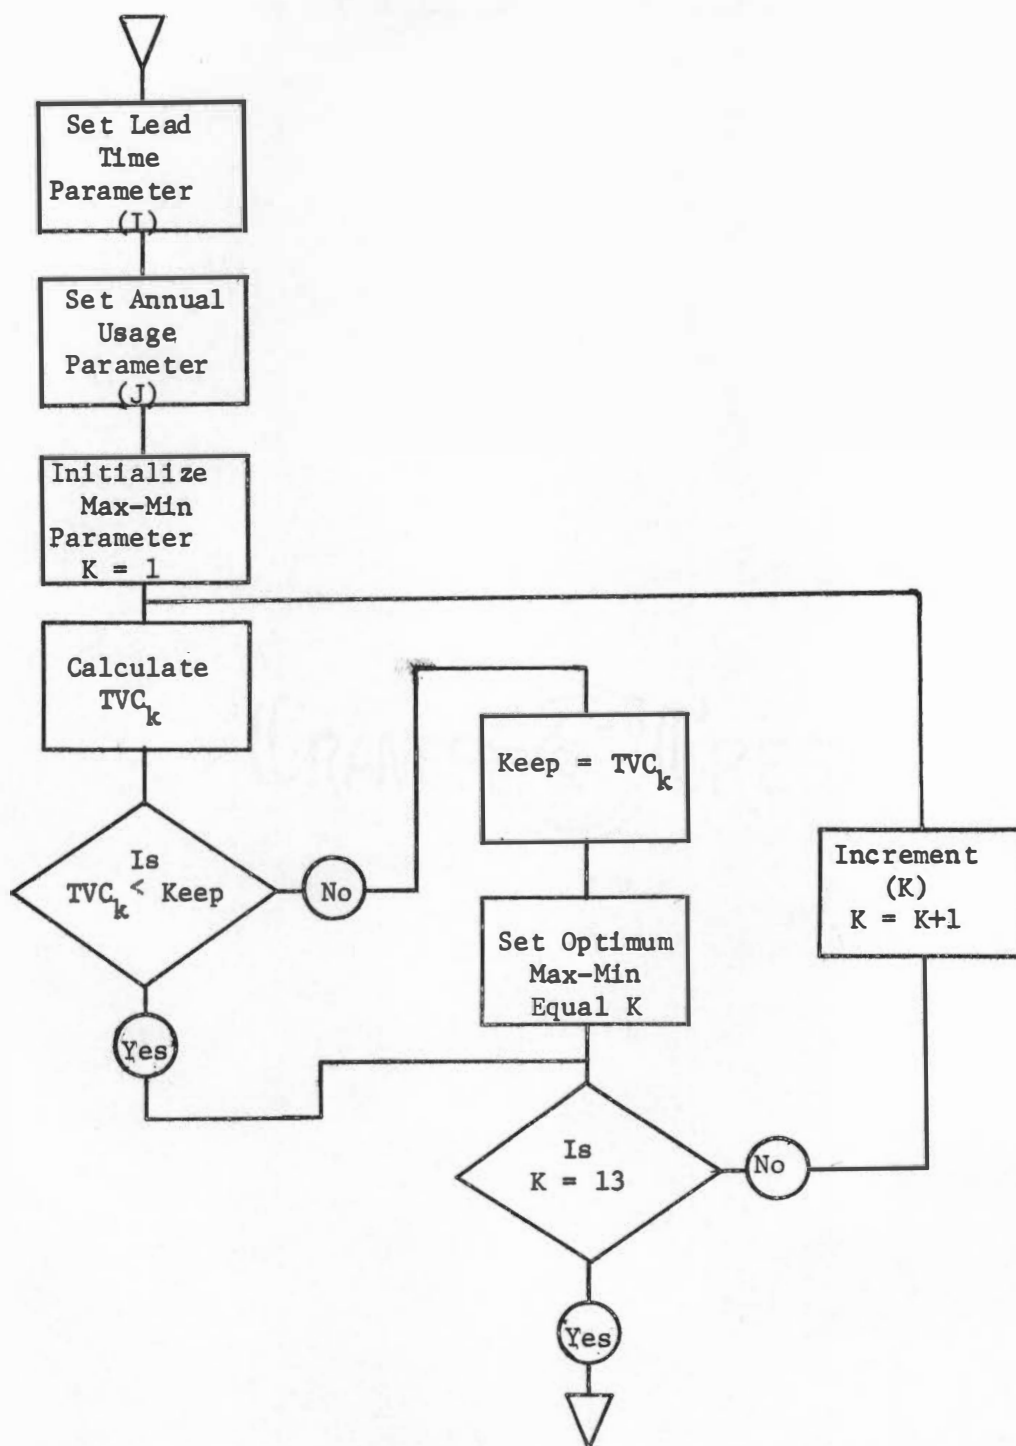 Set Lead
Time
Parameter
(I)
Set Annual
Usage
Parameter
(J)
Initialize
Max-Min
Parameter
K = 1
Calculate
TVCk
Is
TVCk < Keep
No
Yes
Keep = TVCk
Set Optimum
Max-Min
Equal K
Is
K = 13
No
Yes
Increment
(K)
K = K+1